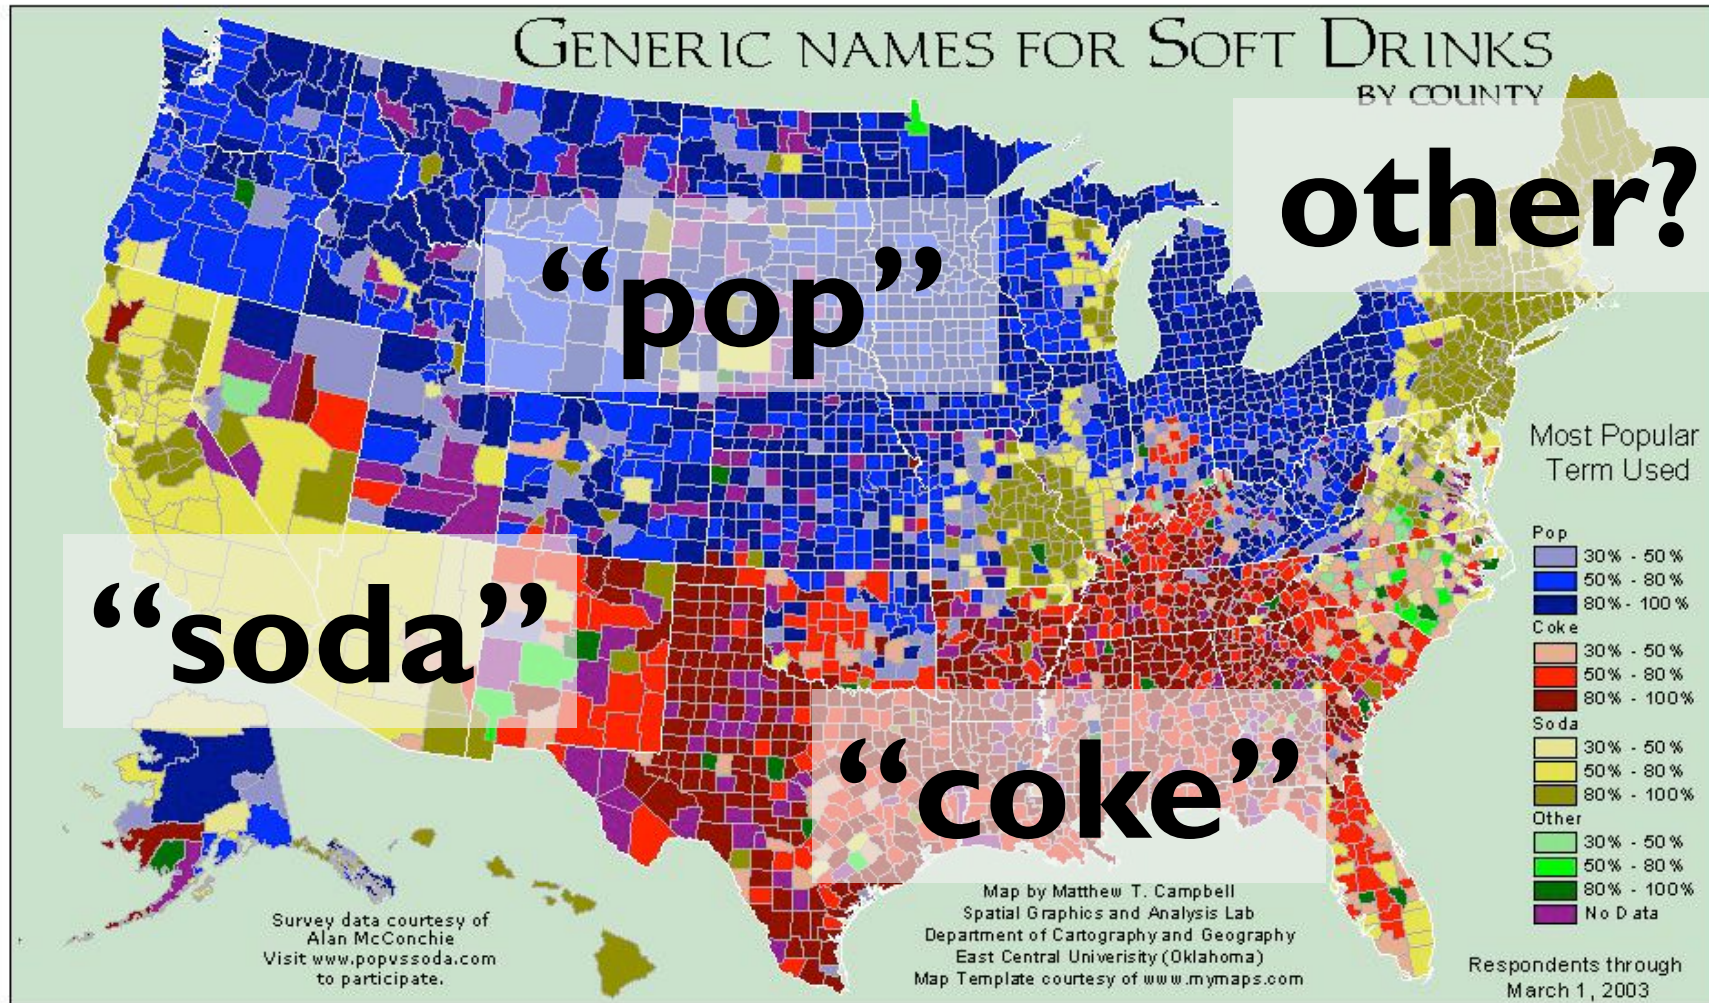 GENERIC NAMES FOR SOFT DRINKS
BY COUNTY
other?
“pop”
“soda”
“coke”
Most Popular
Term Used
Pop
30% - 50%
50% - 80%
80% - 100%
Coke
30% - 50%
50% - 80%
80% - 100%
Soda
30% - 50%
50% - 80%
80% - 100%
Other
30% - 50%
50% - 80%
80% - 100%
No Data
Survey data courtesy of
Alan McConchie
Visit www.popvssoda.com
to participate.
Map by Matthew T. Campbell
Spatial Graphics and Analysis Lab
Department of Cartography and Geography
East Central Univerisity (Oklahoma)
Map Template courtesy of www.mymaps.com
Respondents through
March 1, 2003